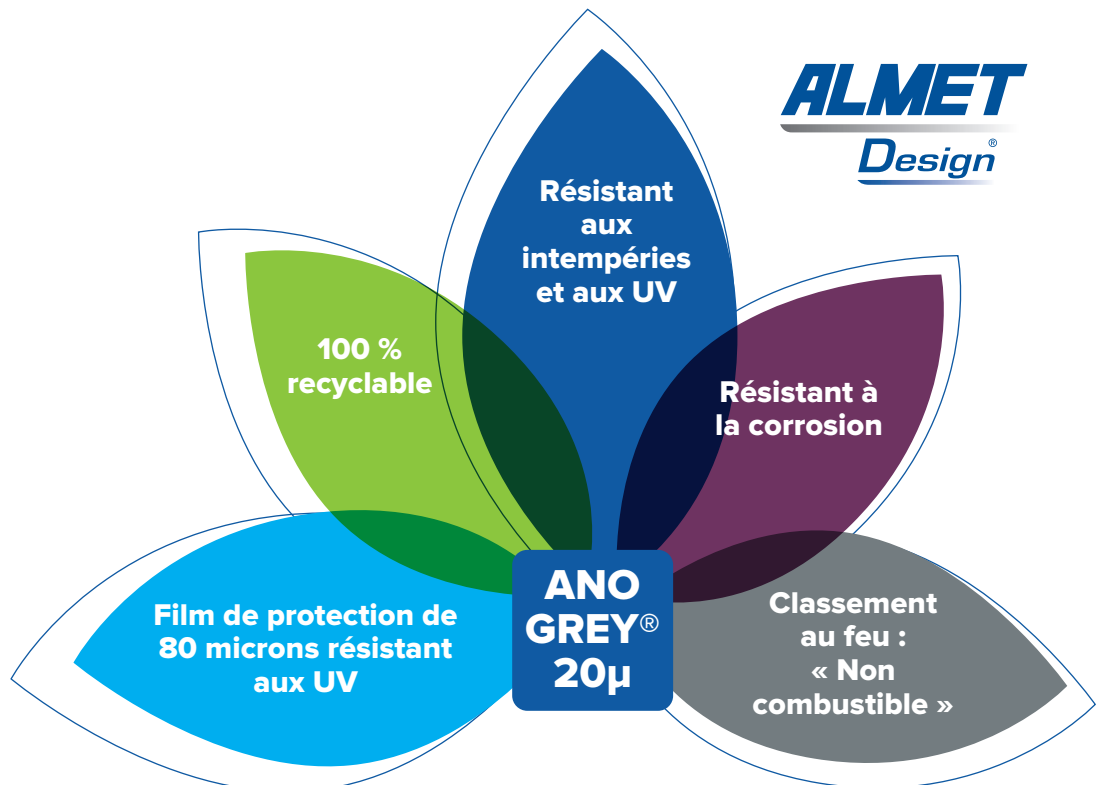 ALMET
Design®
Résistant
aux
intempéries
et aux UV
100 %
recyclable
Résistant à
la corrosion
Film de protection de
80 microns résistant
aux UV
ANO
GREY®
20µ
Classement
au feu :
« Non
combustible »